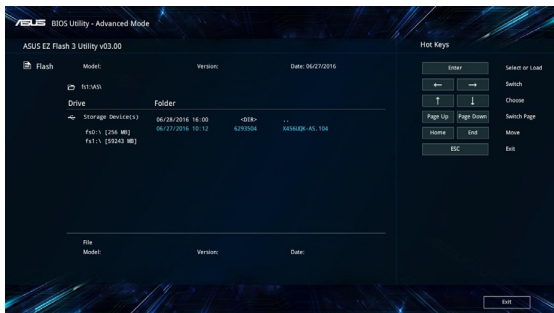 ASUS BIOS Utility - Advanced Mode
ASUS EZ Flash 3 Utility v03.00
Flash
Model: Version: Date: 06/27/2016
fs1:\A5\
Drive Folder
Storage Device(s)
fs0:\ [256 MB]
fs1:\ [59243 MB]
06/28/2016 16:00 <DIR> ..
06/27/2016 10:12 6293504 X456UQK-AS.104
File
Model: Version: Date:
Hot Keys
Enter Select or Load
← → Switch
↑ ↓ Choose
Page Up Page Down Switch Page
Home End Move
ESC Exit
Exit